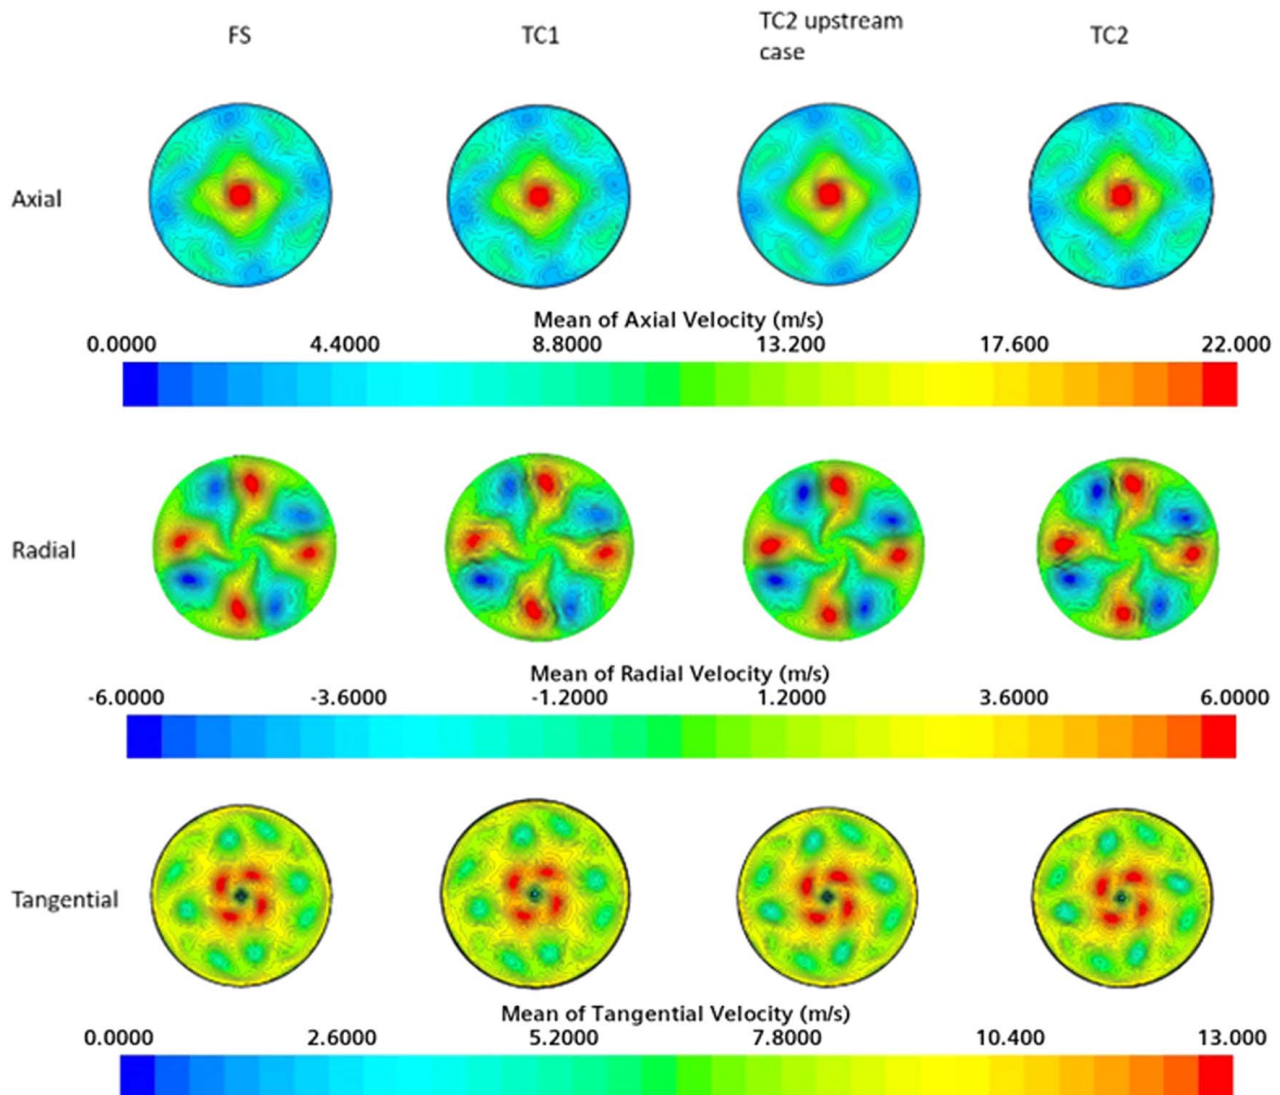 FS TC1 TC2 upstream case TC2
Axial
Mean of Axial Velocity (m/s)
0.0000 4.4000 8.8000 13.200 17.600 22.000
Radial
Mean of Radial Velocity (m/s)
-6.0000 -3.6000 -1.2000 1.2000 3.6000 6.0000
Tangential
Mean of Tangential Velocity (m/s)
0.0000 2.6000 5.2000 7.8000 10.400 13.000